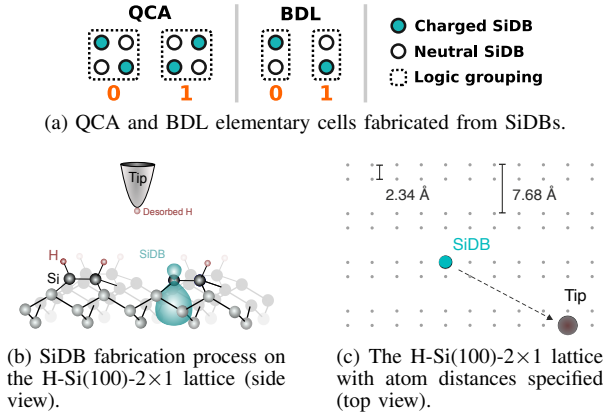 QCA
BDL
0
1
0
1
Charged SiDB
Neutral SiDB
Logic grouping
(a) QCA and BDL elementary cells fabricated from SiDBs.
Tip
Desorbed H
H
SiDB
Si
(b) SiDB fabrication process on
the H-Si(100)-2×1 lattice (side
view).
2.34 Å
7.68 Å
SiDB
Tip
(c) The H-Si(100)-2×1 lattice
with atom distances specified
(top view).